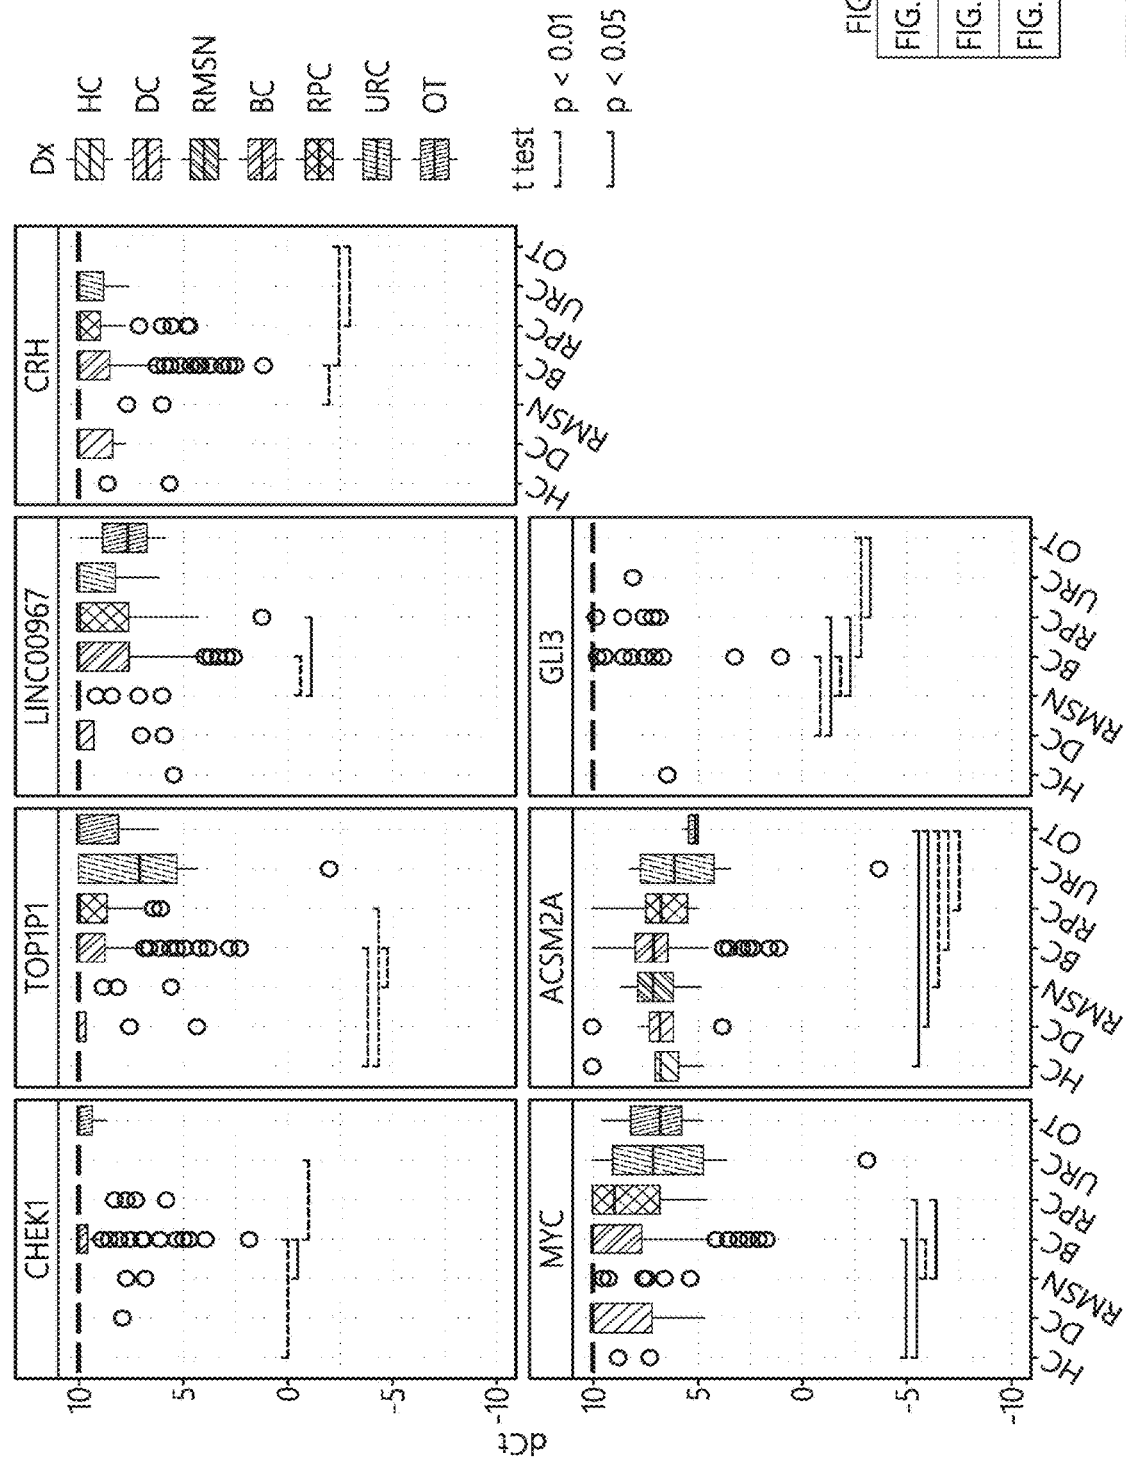 CHEK1
TOP1P1
LINC00967
CRH
10
5
0
-5
-10
HC
DC
RMSN
BC
RPC
URC
OT
MYC
ACSM2A
GLI3
dCt
10
5
0
-5
-10
HC
DC
RMSN
BC
RPC
URC
OT
HC
DC
RMSN
BC
RPC
URC
OT
HC
DC
RMSN
BC
RPC
URC
OT
Dx
HC
DC
RMSN
BC
RPC
URC
OT
t test
p < 0.01
p < 0.05
FIG
FIG.
FIG.
FIG.